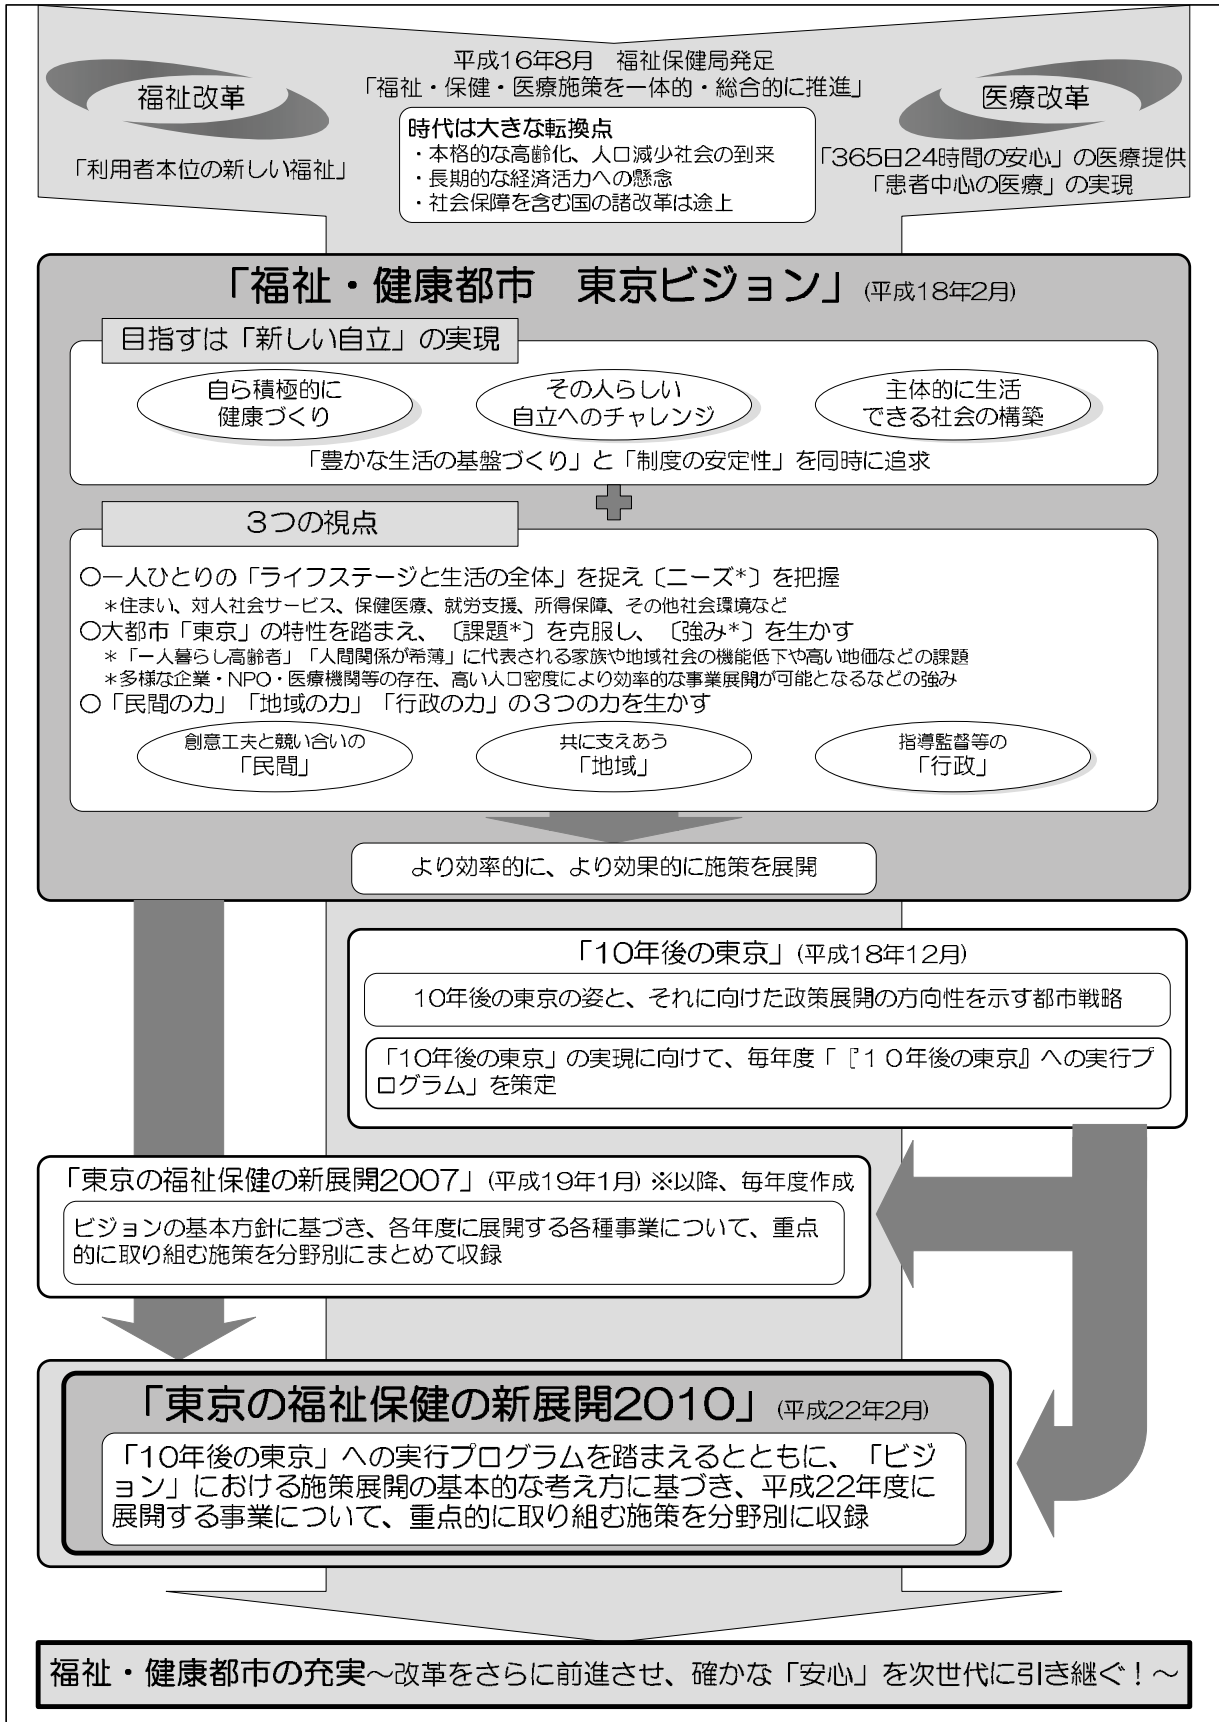 平成16年8月　福祉保健局発足
「福祉・保健・医療施策を一体的・総合的に推進」
福祉改革
「利用者本位の新しい福祉」
医療改革
「365日24時間の安心」の医療提供
「患者中心の医療」の実現
時代は大きな転換点
・本格的な高齢化、人口減少社会の到来
・長期的な経済活力への懸念
・社会保障を含む国の諸改革は途上
「福祉・健康都市　東京ビジョン」(平成18年2月)
目指すは「新しい自立」の実現
自ら積極的に
健康づくり
その人らしい
自立へのチャレンジ
主体的に生活
できる社会の構築
「豊かな生活の基盤づくり」と「制度の安定性」を同時に追求
3つの視点
○一人ひとりの「ライフステージと生活の全体」を捉え〔ニーズ*〕を把握
＊住まい、対人社会サービス、保健医療、就労支援、所得保障、その他社会環境など
○大都市「東京」の特性を踏まえ、〔課題*〕を克服し、〔強み*〕を生かす
＊「一人暮らし高齢者」「人間関係が希薄」に代表される家族や地域社会の機能低下や高い地価などの課題
＊多様な企業・NPO・医療機関等の存在、高い人口密度により効率的な事業展開が可能となるなどの強み
○「民間の力」「地域の力」「行政の力」の3つの力を生かす
創意工夫と競い合いの
「民間」
共に支えあう
「地域」
指導監督等の
「行政」
より効率的に、より効果的に施策を展開
「10年後の東京」(平成18年12月)
10年後の東京の姿と、それに向けた政策展開の方向性を示す都市戦略
「10年後の東京」の実現に向けて、毎年度「『１０年後の東京』への実行プ
ログラム」を策定
「東京の福祉保健の新展開2007」(平成19年1月) ※以降、毎年度作成
ビジョンの基本方針に基づき、各年度に展開する各種事業について、重点
的に取り組む施策を分野別にまとめて収録
「東京の福祉保健の新展開2010」(平成22年2月)
「10年後の東京」への実行プログラムを踏まえるとともに、「ビジ
ョン」における施策展開の基本的な考え方に基づき、平成22年度に
展開する事業について、重点的に取り組む施策を分野別に収録
福祉・健康都市の充実～改革をさらに前進させ、確かな「安心」を次世代に引き継ぐ！～